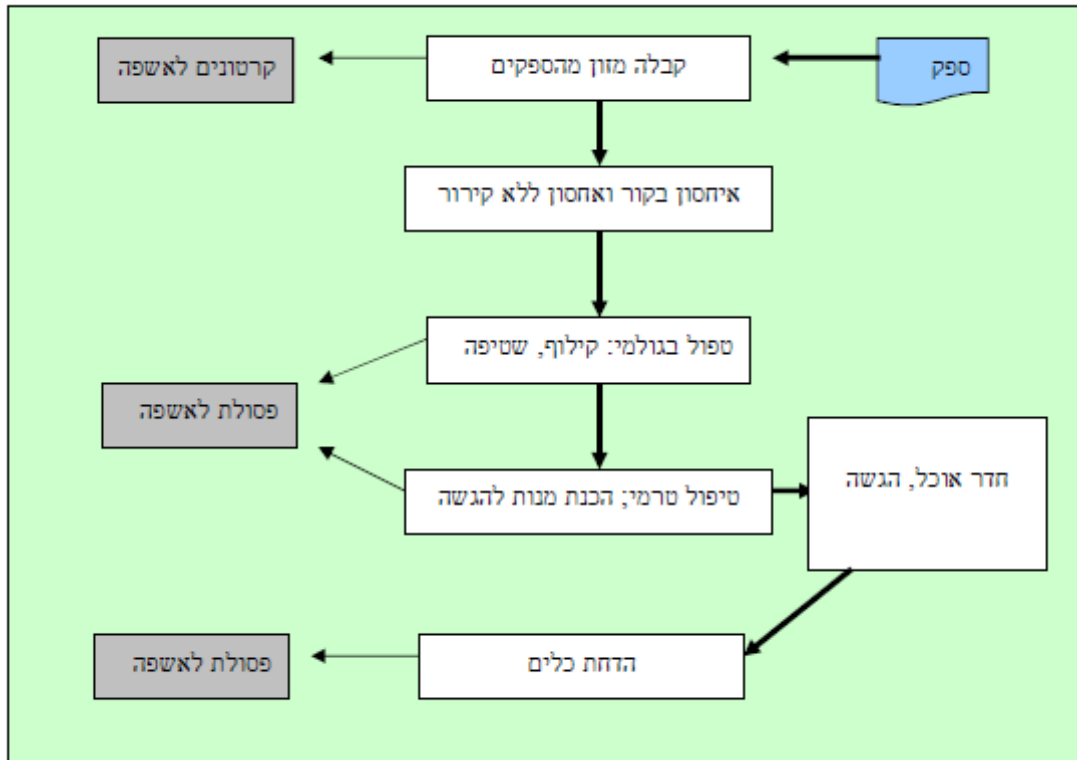 ספק
קבלה מזון מהספקים
קרטונים לאשפה
איחסון בקור ואחסון ללא קירור
טפול בגולמי: קילוף, שטיפה
פסולת לאשפה
טיפול טרמי; הכנת מנות להגשה
חדר אוכל, הגשה
הדחת כלים
פסולת לאשפה